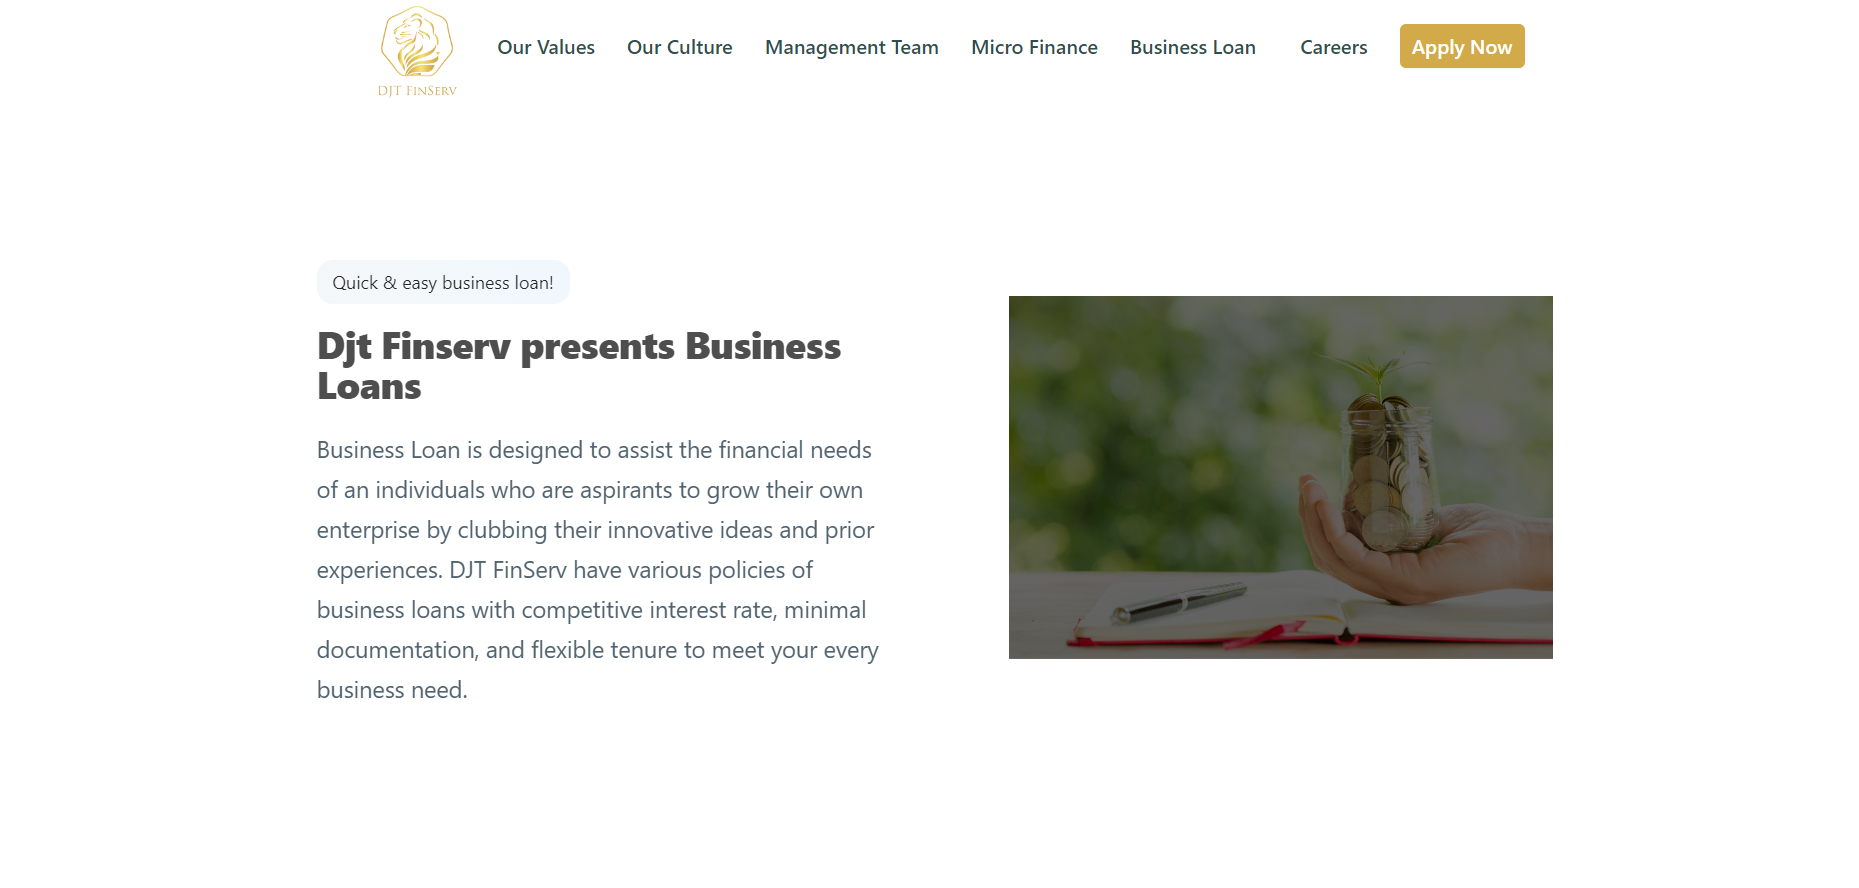 DJT FINSERV
Our Values
Our Culture
Management Team
Micro Finance
Business Loan
Careers
Apply Now
Quick & easy business loan!
Djt Finserv presents Business
Loans
Business Loan is designed to assist the financial needs
of an individuals who are aspirants to grow their own
enterprise by clubbing their innovative ideas and prior
experiences. DJT FinServ have various policies of
business loans with competitive interest rate, minimal
documentation, and flexible tenure to meet your every
business need.